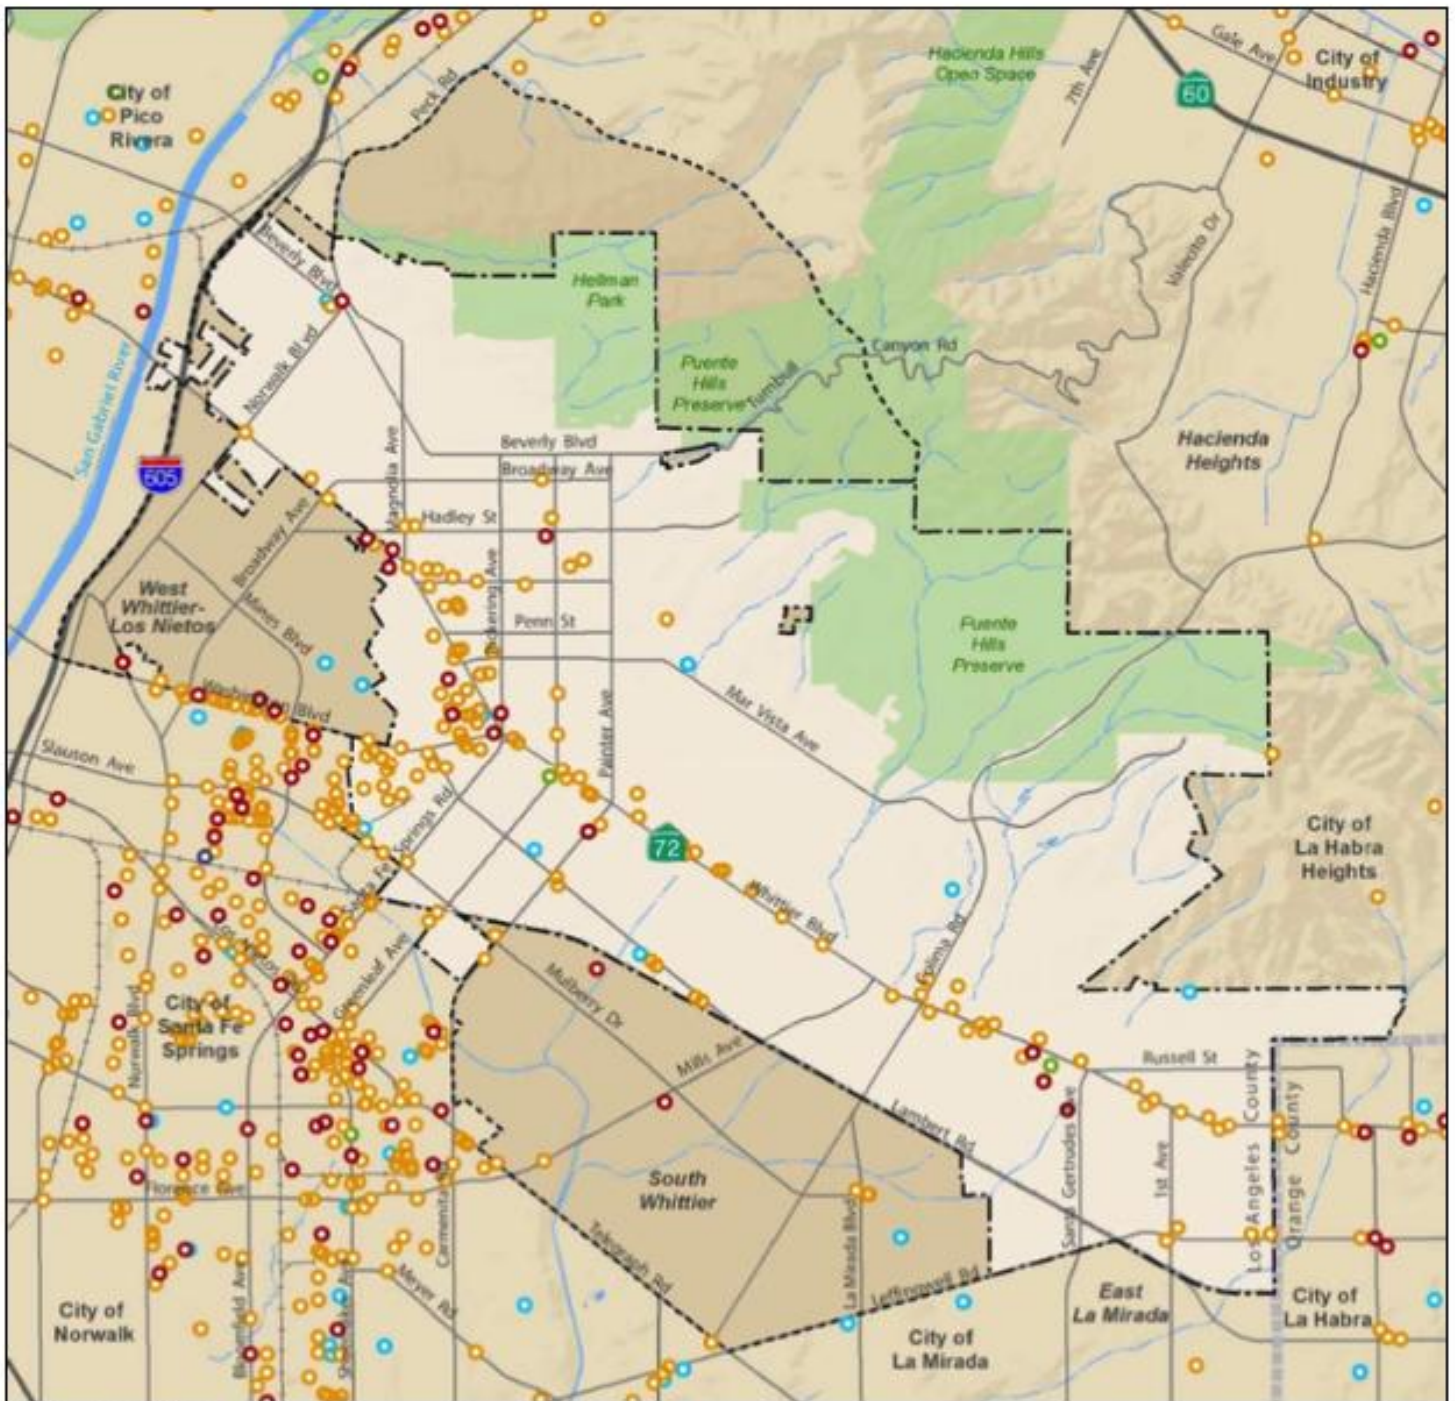 Hacienda Hills
Open Space
7th Ave
Gale Ave
City of
Industry
60
City of
Pico
Rivera
Peck Rd
Hacienda Blvd
Beverly Blvd
Hellman
Park
San Gabriel River
Norwalk Blvd
Puente
Hills
Preserve
Turnbull
Canyon Rd
Hacienda
Heights
605
Magnolia Ave
Beverly Blvd
Broadway Ave
Hadley St
Broadway Ave
West
Whittier-
Los Nietos
Mines Blvd
Pickering Ave
Penn St
Puente
Hills
Preserve
Washington Blvd
Slauson Ave
Painter Ave
Mar Vista Ave
Santa Fe Springs Rd
72
Whittier Blvd
City of
La Habra
Heights
Colima Rd
Greenleaf Ave
Norwalk Blvd
City of
Santa Fe
Springs
Mulberry Dr
Mills Ave
Lambert Rd
Russell St
Santa Gertrudes Ave
1st Ave
Los Angeles County
Orange County
South
Whittier
Florence Ave
Carmenita Rd
Telegraph Rd
La Mirada Blvd
Leffingwell Rd
Meyer Rd
Bloomfield Ave
City of
Norwalk
City of
La Mirada
East
La Mirada
City of
La Habra